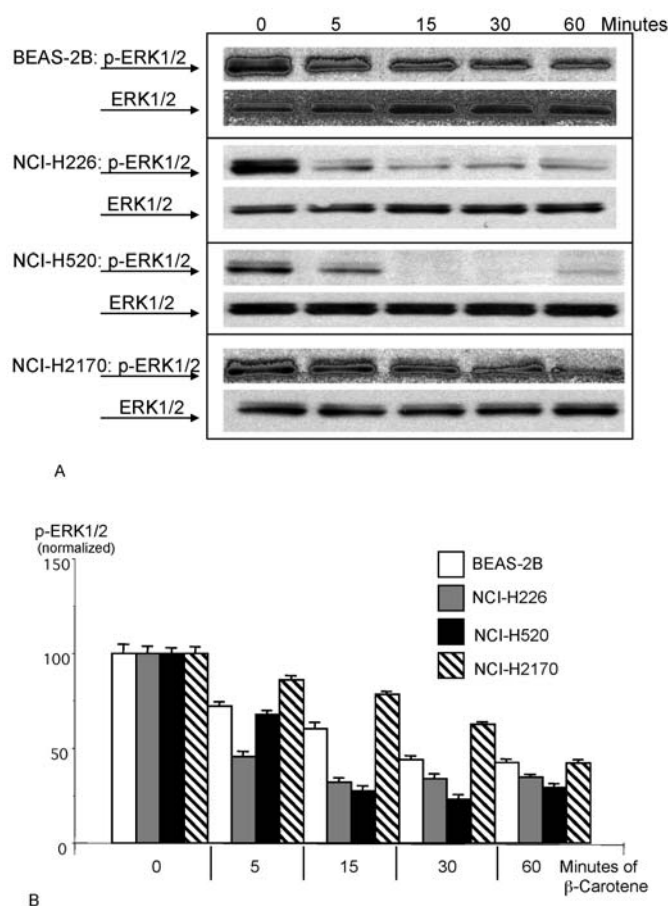 0 5 15 30 60 Minutes
BEAS-2B: p-ERK1/2
ERK1/2
NCI-H226: p-ERK1/2
ERK1/2
NCI-H520: p-ERK1/2
ERK1/2
NCI-H2170: p-ERK1/2
ERK1/2
A
p-ERK1/2
(normalized)
150
100
50
0
BEAS-2B
NCI-H226
NCI-H520
NCI-H2170
0 5 15 30 60 Minutes of
β-Carotene
B